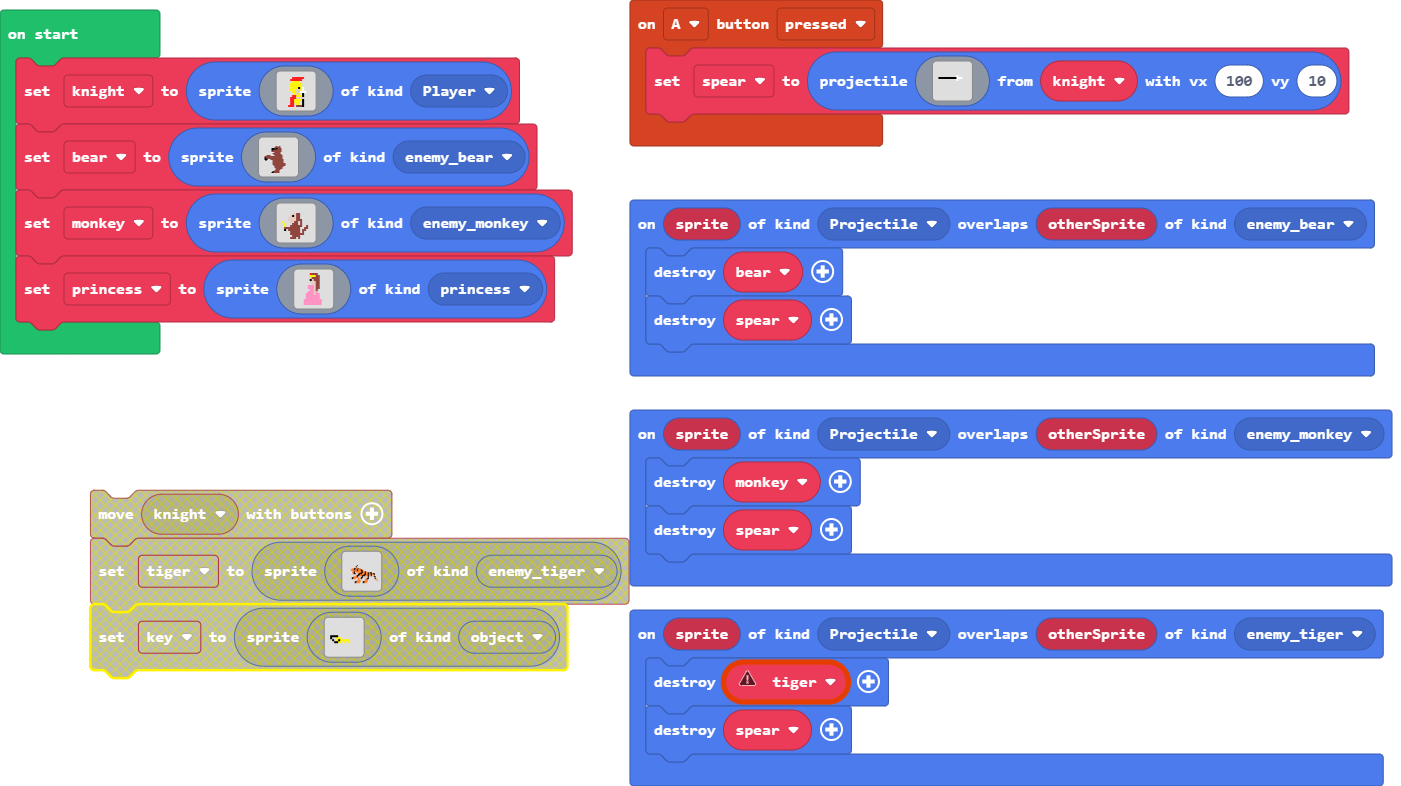 on start
set knight to sprite of kind Player
set bear to sprite of kind enemy_bear
set monkey to sprite of kind enemy_monkey
set princess to sprite of kind princess
move knight with buttons
set tiger to sprite of kind enemy_tiger
set key to sprite of kind object
on A button pressed
set spear to projectile from knight with vx 100 vy 10
on sprite of kind Projectile overlaps otherSprite of kind enemy_bear
destroy bear
destroy spear
on sprite of kind Projectile overlaps otherSprite of kind enemy_monkey
destroy monkey
destroy spear
on sprite of kind Projectile overlaps otherSprite of kind enemy_tiger
destroy tiger
destroy spear